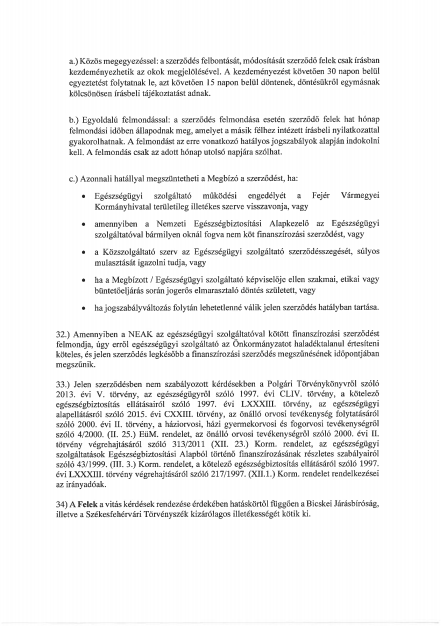 a.) Közös megegyezéssel: a szerződés felbontását, módosítását szerződő felek csak írásban
kezdeményezhetik az okok megjelölésével. A kezdeményezést követően 30 napon belül
egyeztetést folytatnak le, azt követően 15 napon belül döntenek, döntésükről egymásnak
kölcsönösen írásbeli tájékoztatást adnak.
b.) Egyoldalú felmondással: a szerződés felmondása esetén szerződő felek hat hónap
felmondási időben állapodnak meg, amelyet a másik félhez intézett írásbeli nyilatkozattal
gyakorolhatnak. A felmondást az erre vonatkozó hatályos jogszabályok alapján indokolni
kell. A felmondás csak az adott hónap utolsó napjára szólhat.
c.) Azonnali hatállyal megszüntetheti a Megbízó a szerződést, ha:
• Egészségügyi szolgáltató működési engedélyét a Fejér Vármegyei
Kormányhivatal területileg illetékes szerve visszavonja, vagy
• amennyiben a Nemzeti Egészségbiztosítási Alapkezelő az Egészségügyi
szolgáltatóval bármilyen oknál fogva nem köt finanszírozási szerződést, vagy
• a Közszolgáltató szerv az Egészségügyi szolgáltató szerződésszegését, súlyos
mulasztását igazolni tudja, vagy
• ha a Megbízott / Egészségügyi szolgáltató képviselője ellen szakmai, etikai vagy
büntetőeljárás során jogerős elmarasztaló döntés született, vagy
• ha jogszabályváltozás folytán lehetetlenné válik jelen szerződés hatályban tartása.
32.) Amennyiben a NEAK az egészségügyi szolgáltatóval kötött finanszírozási szerződést
felmondja, úgy erről egészségügyi szolgáltató az Önkormányzatot haladéktalanul értesíteni
köteles, és jelen szerződés legkésőbb a finanszírozási szerződés megszűnésének időpontjában
megszűnik.
33.) Jelen szerződésben nem szabályozott kérdésekben a Polgári Törvénykönyvről szóló
2013. évi V. törvény, az egészségügyről szóló 1997. évi CLIV. törvény, a kötelező
egészségbiztosítás ellátásairól szóló 1997. évi LXXXIII. törvény, az egészségügyi
alapellátásról szóló 2015. évi CXXIII. törvény, az önálló orvosi tevékenység folytatásáról
szóló 2000. évi II. törvény, a háziorvosi, házi gyermekorvosi és fogorvosi tevékenységről
szóló 4/2000. (II. 25.) EüM. rendelet, az önálló orvosi tevékenységről szóló 2000. évi II.
törvény végrehajtásáról szóló 313/2011 (XII. 23.) Korm. rendelet, az egészségügyi
szolgáltatások Egészségbiztosítási Alapból történő finanszírozásának részletes szabályairól
szóló 43/1999. (III. 3.) Korm. rendelet, a kötelező egészségbiztosítás ellátásáról szóló 1997.
évi LXXXIII. törvény végrehajtásáról szóló 217/1997. (XII.1.) Korm. rendelet rendelkezései
az irányadóak.
34) A Felek a vitás kérdések rendezése érdekében hatáskörtől függően a Bicskei Járásbíróság,
illetve a Székesfehérvári Törvényszék kizárólagos illetékességét kötik ki.